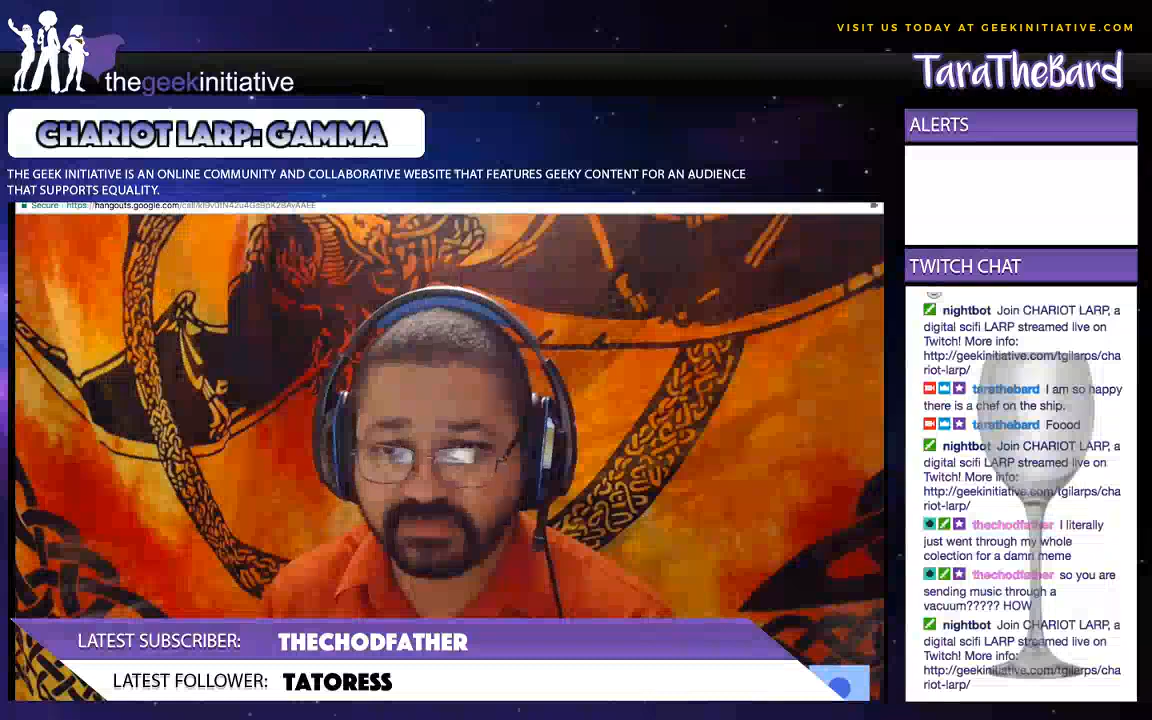 VISIT US TODAY AT GEEKINITIATIVE.COM
thegeekinitiative
TaraTheBard
CHARIOT LARP: GAMMA
THE GEEK INITIATIVE IS AN ONLINE COMMUNITY AND COLLABORATIVE WEBSITE THAT FEATURES GEEKY CONTENT FOR AN AUDIENCE
THAT SUPPORTS EQUALITY.
Secure https://hangouts.google.com/call/
ALERTS
TWITCH CHAT
nightbot Join CHARIOT LARP, a
digital scifi LARP streamed live on
Twitch! More info:
http://geekinitiative.com/tgilarps/cha
riot-larp/
tarathebard I am so happy
there is a chef on the ship.
tarathebard Foood
nightbot Join CHARIOT LARP, a
digital scifi LARP streamed live on
Twitch! More info:
http://geekinitiative.com/tgilarps/cha
riot-larp/
thechodfather I literally
just went through my whole
colection for a damn meme
thechodfather so you are
sending music through a
vacuum????? HOW
nightbot Join CHARIOT LARP, a
digital scifi LARP streamed live on
Twitch! More info:
http://geekinitiative.com/tgilarps/cha
riot-larp/
LATEST SUBSCRIBER: THECHODFATHER
LATEST FOLLOWER: TATORESS